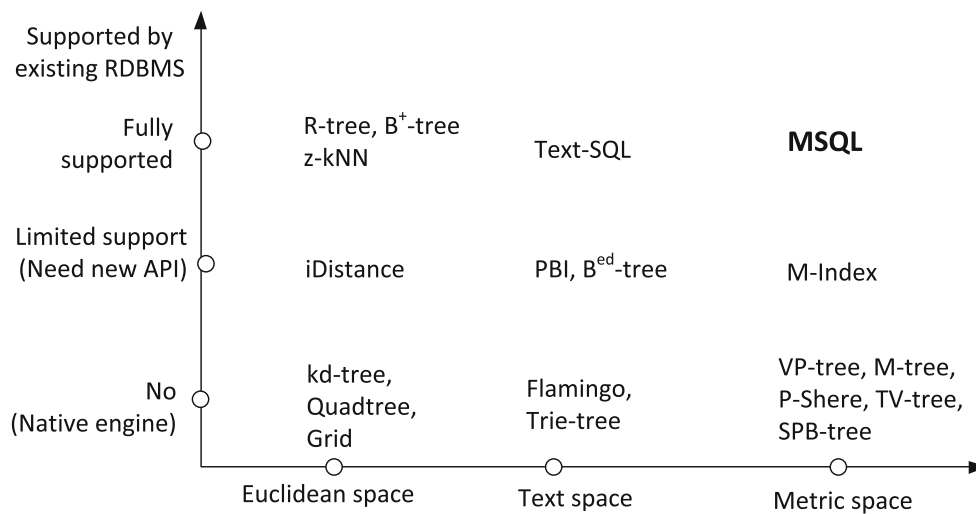 Supported by
existing RDBMS
Fully
supported
R-tree, B⁺-tree
z-kNN
Text-SQL
MSQL
Limited support
(Need new API)
iDistance
PBI, Bᵉᵈ-tree
M-Index
No
(Native engine)
kd-tree,
Quadtree,
Grid
Flamingo,
Trie-tree
VP-tree, M-tree,
P-Shere, TV-tree,
SPB-tree
Euclidean space
Text space
Metric space